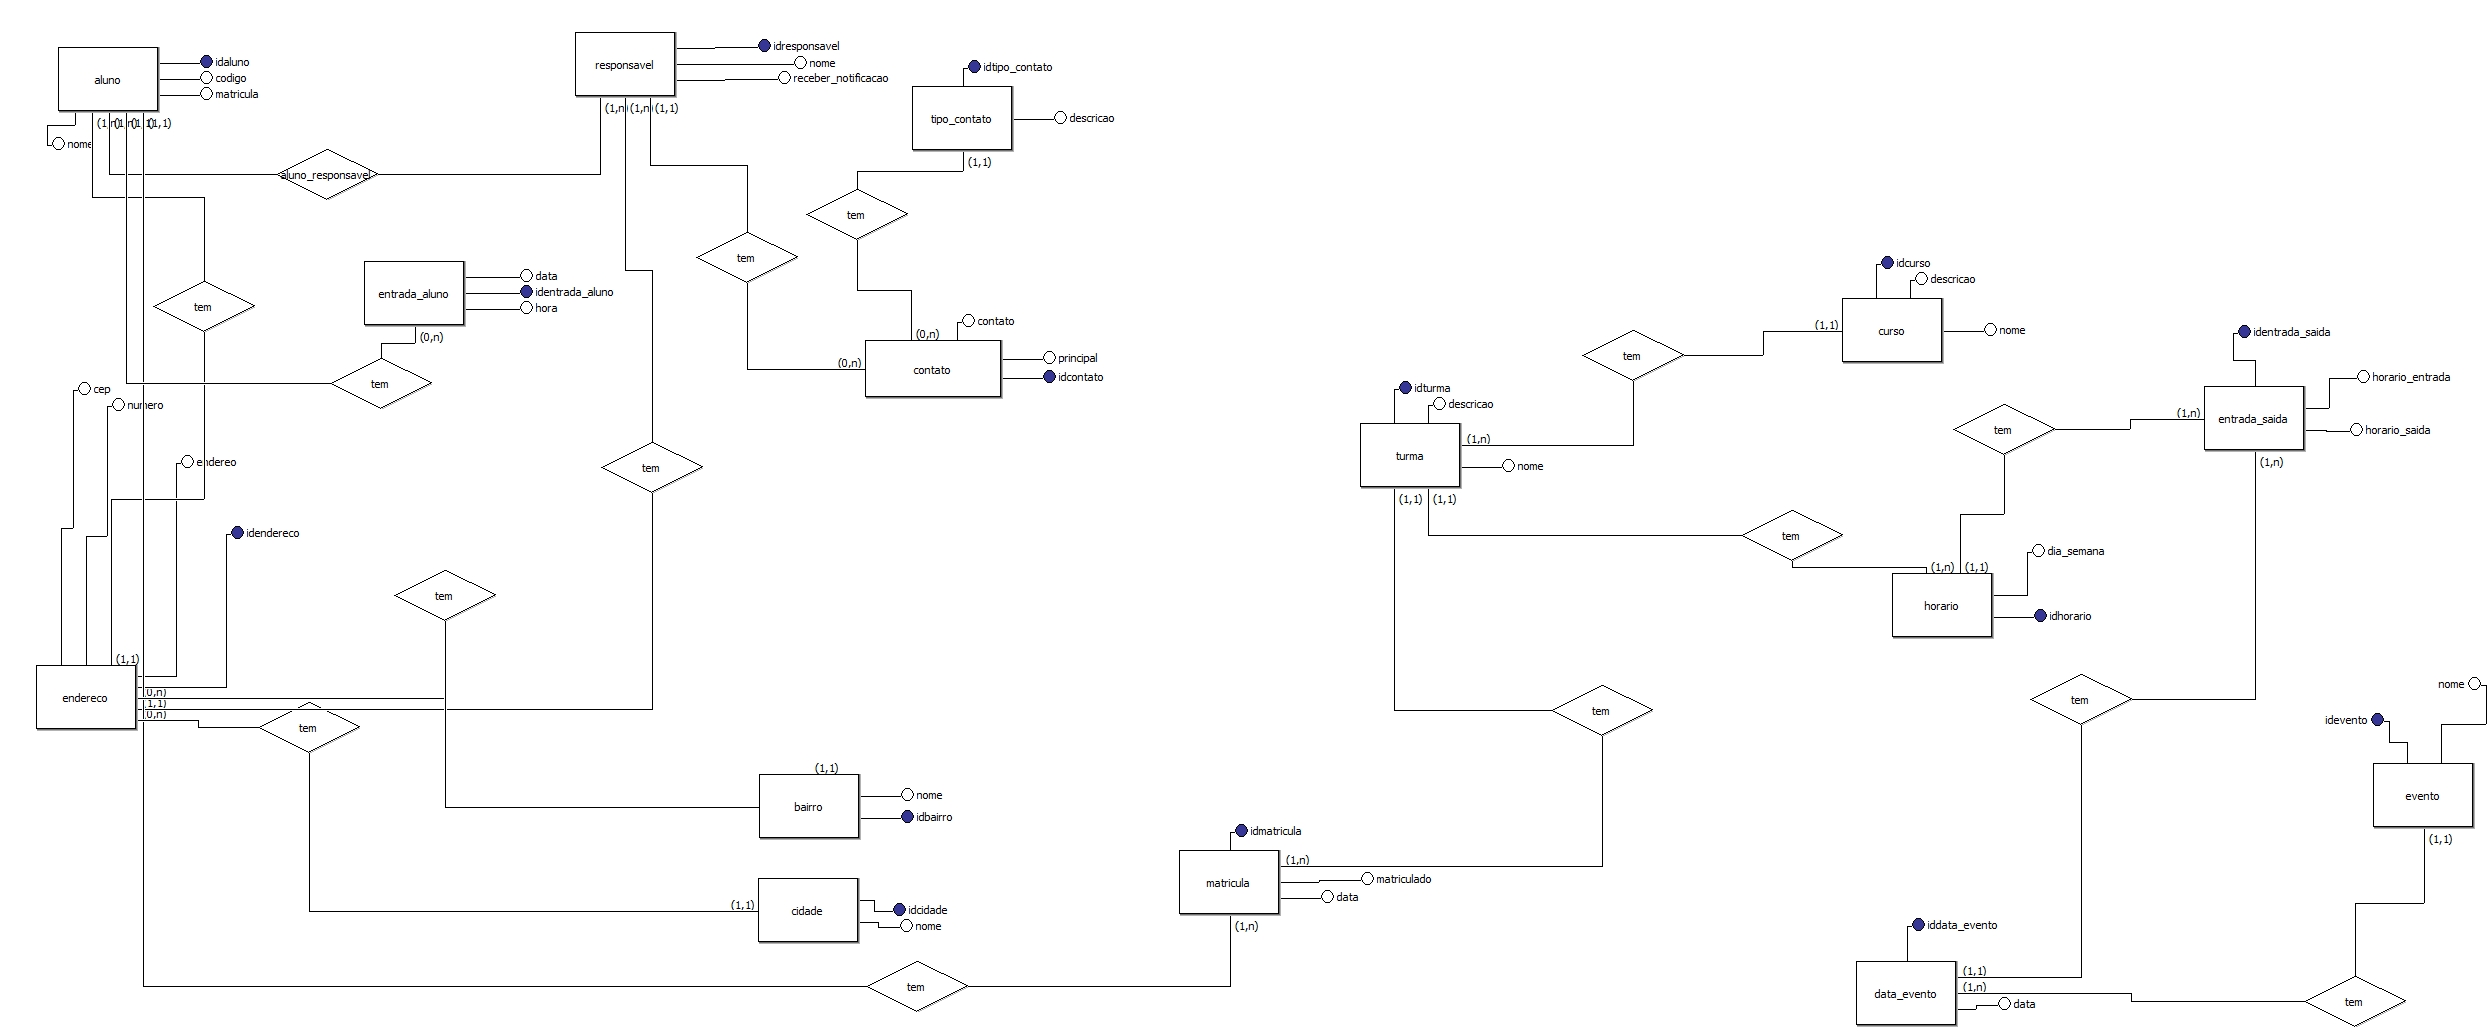 aluno
idaluno
codigo
matricula
nome
(1,n)
(1,n)
(1,1)
(1,1)
responsavel
idresponsavel
nome
receber_notificacao
(1,n)
(1,n)
(1,1)
idtipo_contato
tipo_contato
descricao
(1,1)
aluno_responsavel
tem
tem
tem
entrada_aluno
data
identrada_aluno
hora
(0,n)
tem
contato
(0,n)
(0,n)
contato
principal
idcontato
cep
numero
endereo
tem
idendereco
tem
endereco
(1,1)
(0,n)
(1,1)
(0,n)
tem
(1,1)
bairro
nome
idbairro
(1,1)
cidade
idcidade
nome
tem
idcurso
descricao
(1,1)
curso
nome
tem
idturma
descricao
(1,n)
turma
nome
(1,1)
(1,1)
identrada_saida
horario_entrada
(1,n)
entrada_saida
horario_saida
(1,n)
tem
tem
dia_semana
(1,n)
(1,1)
horario
idhorario
tem
tem
nome
idevento
evento
(1,1)
idmatricula
(1,n)
matricula
matriculado
data
(1,n)
iddata_evento
(1,1)
(1,n)
data_evento
data
tem